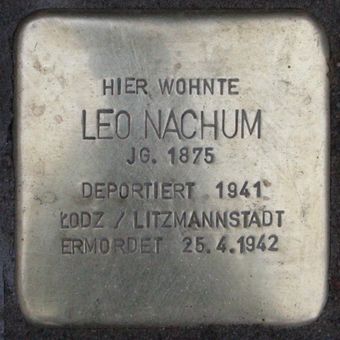 HIER WOHNTE
LEO NACHUM
JG. 1875
DEPORTIERT 1941
ŁODZ / LITZMANNSTADT
ERMORDET 25.4.1942